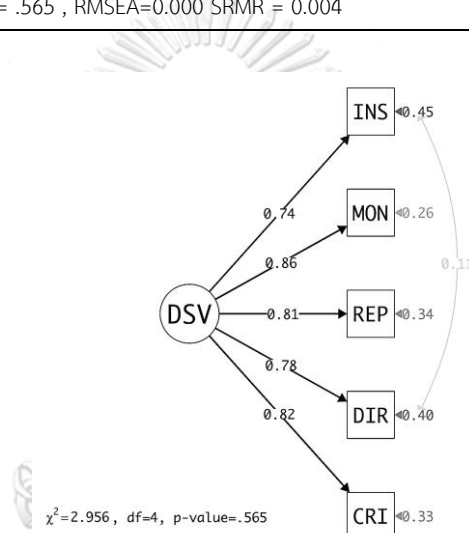 = .565 , RMSEA=0.000 SRMR = 0.004
INS 0.45
0.74
MON 0.26
0.86
0.11
DSV 0.81 REP 0.34
0.78
DIR 0.40
0.82
CRI 0.33
χ²=2.956, df=4, p-value=.565